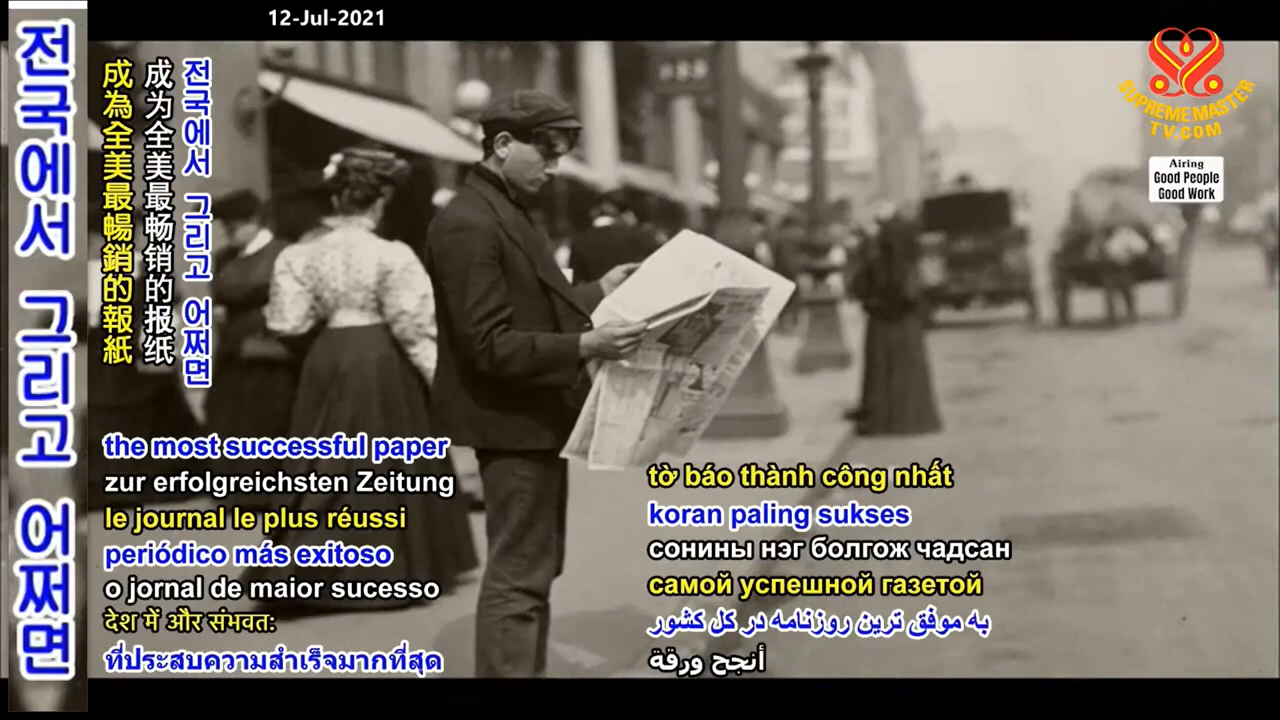 12-Jul-2021
SUPREME MASTER
TV.COM
Airing
Good People
Good Work
전국에서 그리고 어쩌면
成為全美最暢銷的報紙
成为全美最畅销的报纸
전국에서 그리고 어쩌면
the most successful paper
zur erfolgreichsten Zeitung
le journal le plus réussi
periódico más exitoso
o jornal de maior sucesso
देश में और संभवतः
ที่ประสบความสำเร็จมากที่สุด
tờ báo thành công nhất
koran paling sukses
сонины нэг болгож чадсан
самой успешной газетой
به موفق ترین روزنامه در کل کشور
أنجح ورقة